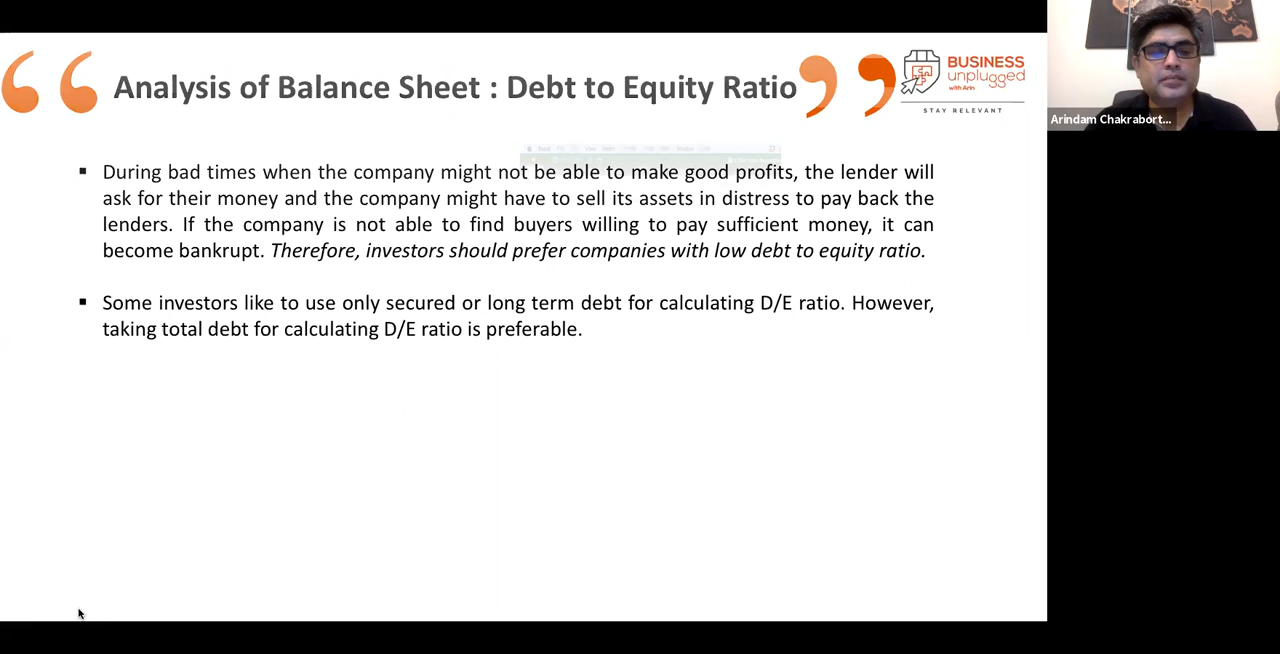 Analysis of Balance Sheet : Debt to Equity Ratio
BUSINESS
unplugged
with Arin
STAY RELEVANT
Arindam Chakrabort...
▪ During bad times when the company might not be able to make good profits, the lender will
ask for their money and the company might have to sell its assets in distress to pay back the
lenders. If the company is not able to find buyers willing to pay sufficient money, it can
become bankrupt. Therefore, investors should prefer companies with low debt to equity ratio.
▪ Some investors like to use only secured or long term debt for calculating D/E ratio. However,
taking total debt for calculating D/E ratio is preferable.